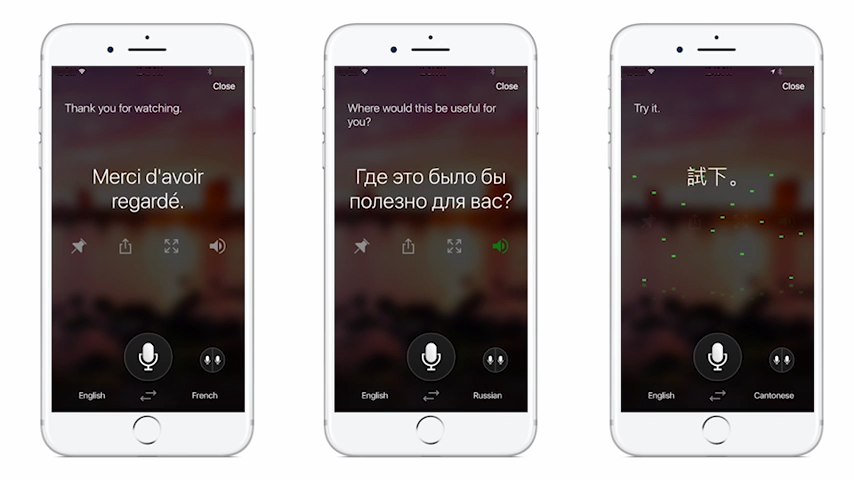 Close
Thank you for watching.
Merci d'avoir
regardé.
English
French
Close
Where would this be useful for
you?
Где это было бы
полезно для вас?
English
Russian
Close
Try it.
試下。
English
Cantonese